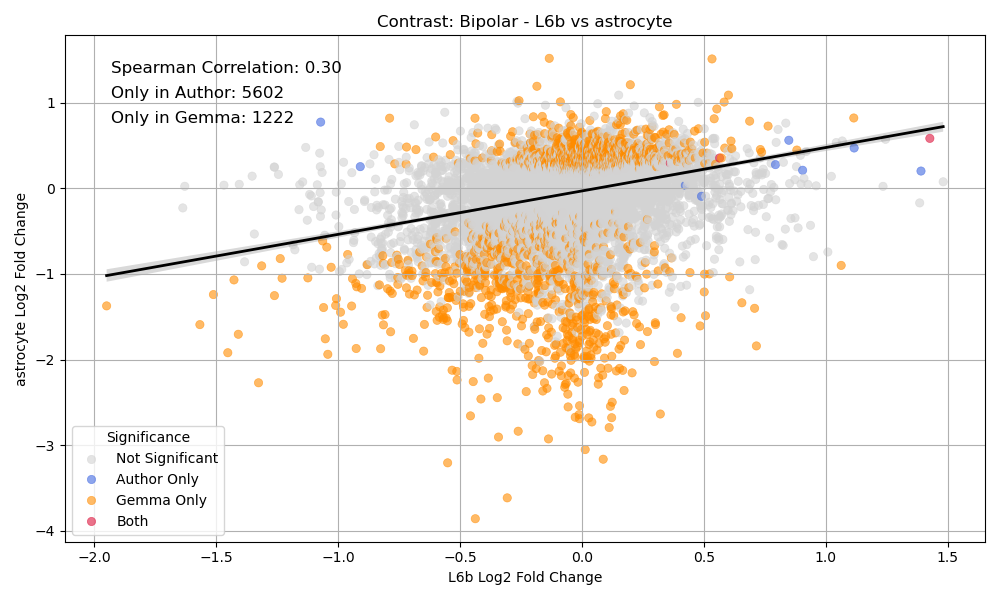 Contrast: Bipolar - L6b vs astrocyte
Spearman Correlation: 0.30
Only in Author: 5602
Only in Gemma: 1222
astrocyte Log2 Fold Change
1
0
−1
−2
−3
−4
Significance
Not Significant
Author Only
Gemma Only
Both
−2.0 −1.5 −1.0 −0.5 0.0 0.5 1.0 1.5
L6b Log2 Fold Change